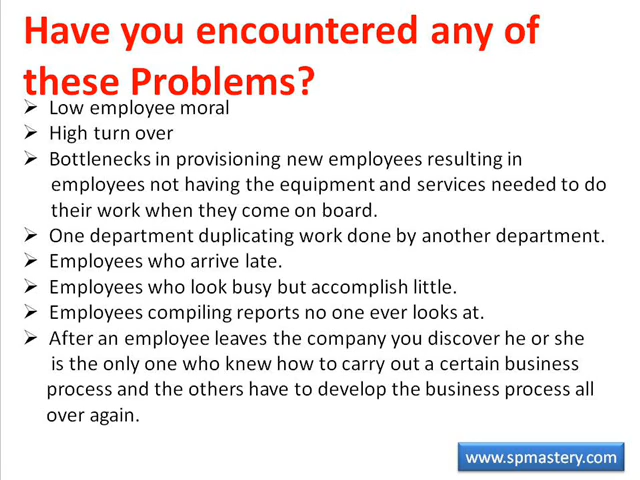 Have you encountered any of
these Problems?
➢ Low employee moral
➢ High turn over
➢ Bottlenecks in provisioning new employees resulting in
employees not having the equipment and services needed to do
their work when they come on board.
➢ One department duplicating work done by another department.
➢ Employees who arrive late.
➢ Employees who look busy but accomplish little.
➢ Employees compiling reports no one ever looks at.
➢ After an employee leaves the company you discover he or she
is the only one who knew how to carry out a certain business
process and the others have to develop the business process all
over again.
www.spmastery.com